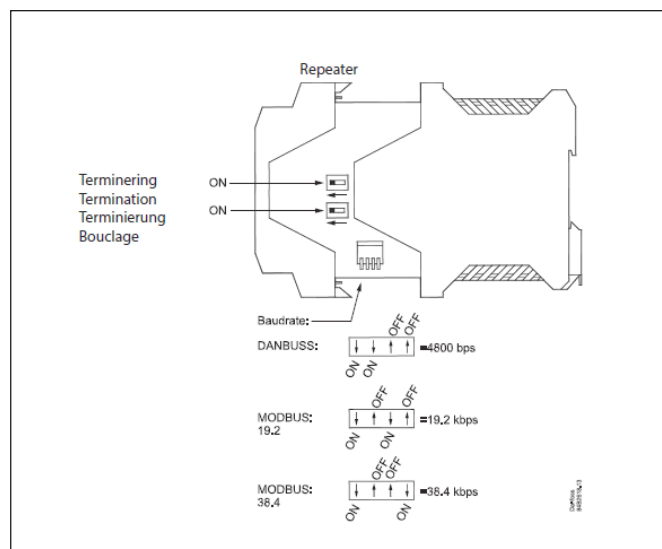 Repeater
Terminering
Termination
Terminierung
Bouclage
ON
ON
Baudrate:
OFF OFF
DANBUSS: =4800 bps
ON ON
OFF OFF
MODBUS: =19.2 kbps
19.2
ON ON
OFF OFF
MODBUS: =38.4 kbps
38.4
ON ON
Danfoss